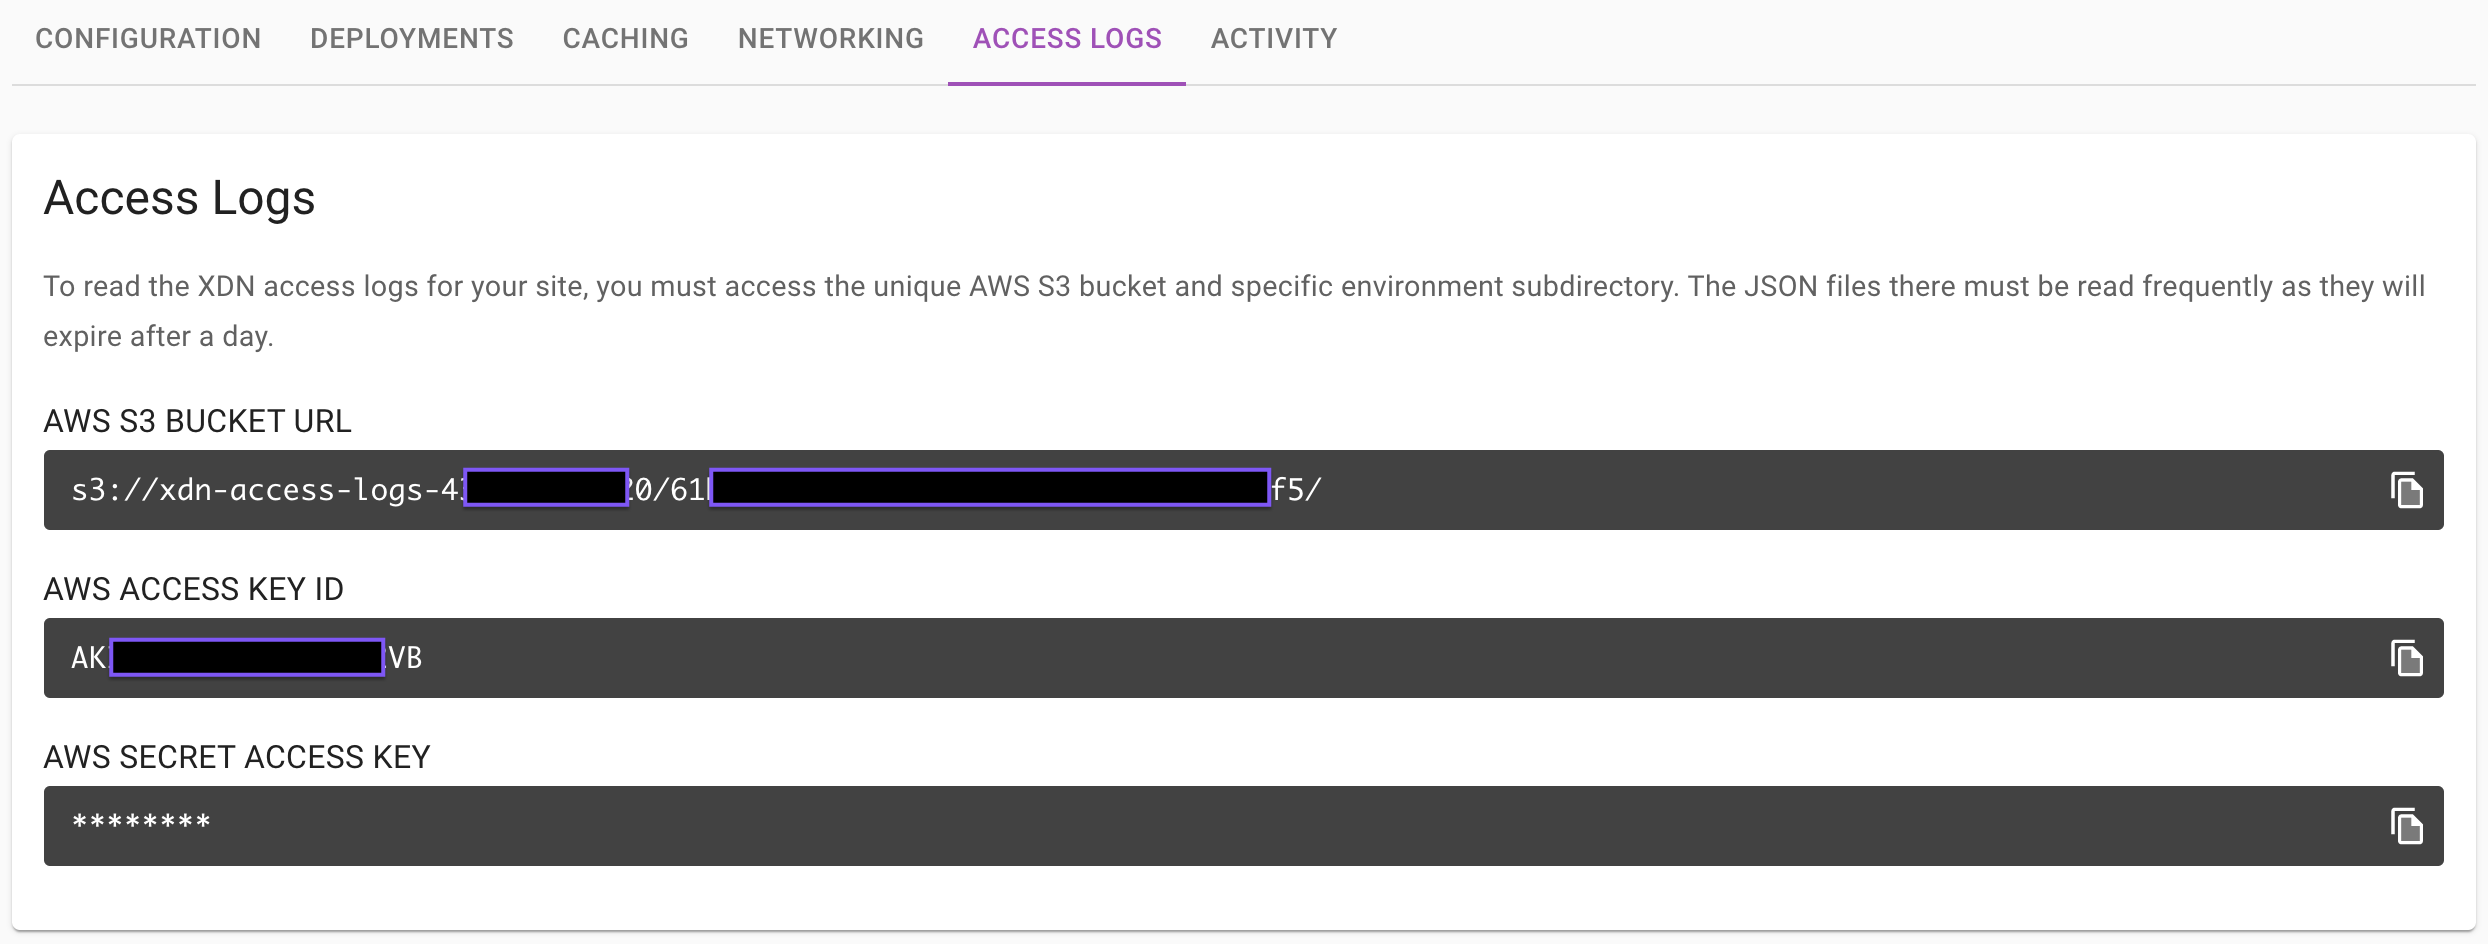 CONFIGURATION DEPLOYMENTS CACHING NETWORKING ACCESS LOGS ACTIVITY
Access Logs
To read the XDN access logs for your site, you must access the unique AWS S3 bucket and specific environment subdirectory. The JSON files there must be read frequently as they will
expire after a day.
AWS S3 BUCKET URL
s3://xdn-access-logs-4 0/61 f5/
AWS ACCESS KEY ID
AK VB
AWS SECRET ACCESS KEY
********